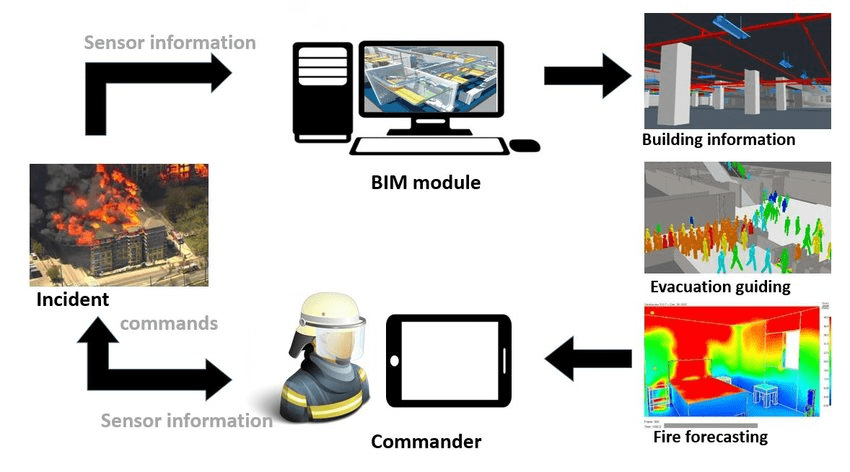 Sensor information
BIM module
Building information
Incident
Evacuation guiding
commands
Sensor information
Commander
Fire forecasting